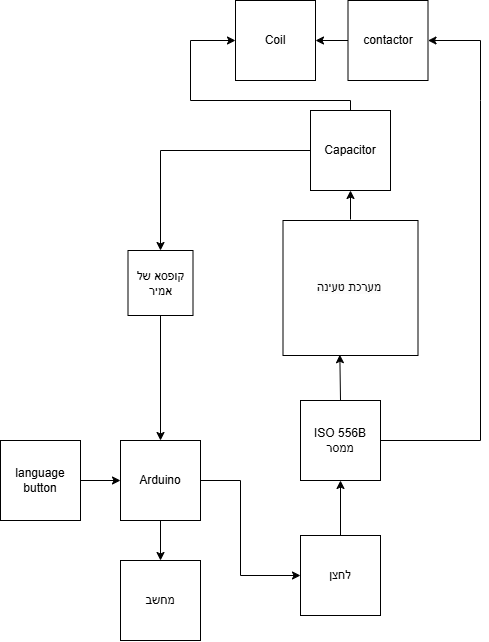 Coil
contactor
Capacitor
קופסא של
אמיר
מערכת טעינה
ISO 556B
ממסר
language
button
Arduino
לחצן
מחשב